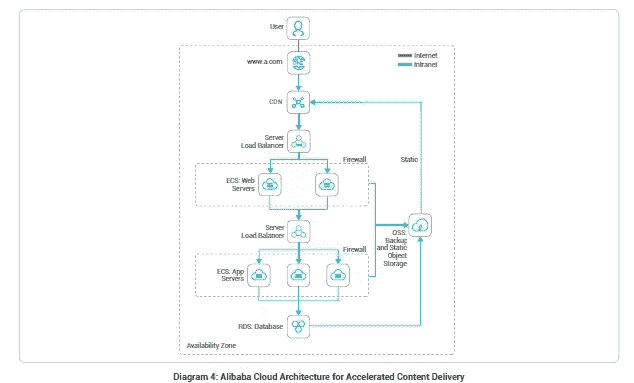 User
www.a.com
Internet
Intranet
CDN
Server
Load Balancer
Firewall
Static
ECS: Web
Servers
Server
Load Balancer
OSS:
Backup
and Static
Object
Storage
Firewall
ECS: App
Servers
RDS: Database
Availability Zone
Diagram 4: Alibaba Cloud Architecture for Accelerated Content Delivery